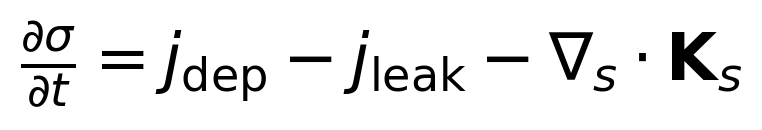 ∂σ/∂t = j_dep − j_leak − ∇_s · 𝐊_s